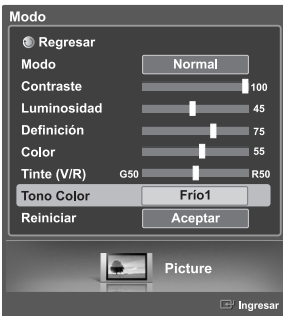 Modo
Regresar
Modo Normal
Contraste 100
Luminosidad 45
Definición 75
Color 55
Tinte (V/R) G50 R50
Tono Color Frío1
Reiniciar Aceptar
Picture
Ingresar